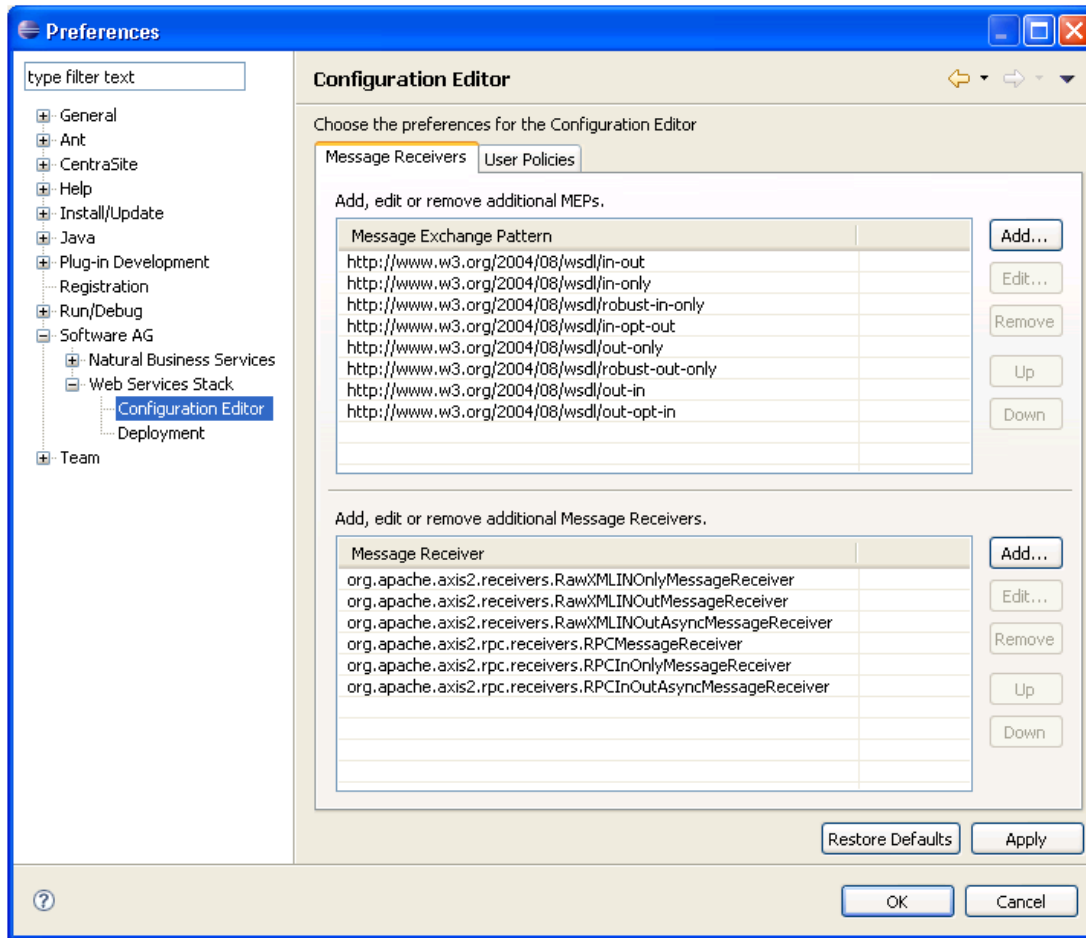 Preferences
type filter text
General
Ant
CentraSite
Help
Install/Update
Java
Plug-in Development
Registration
Run/Debug
Software AG
Natural Business Services
Web Services Stack
Configuration Editor
Deployment
Team
Configuration Editor
Choose the preferences for the Configuration Editor
Message Receivers User Policies
Add, edit or remove additional MEPs.
Message Exchange Pattern
http://www.w3.org/2004/08/wsdl/in-out
http://www.w3.org/2004/08/wsdl/in-only
http://www.w3.org/2004/08/wsdl/robust-in-only
http://www.w3.org/2004/08/wsdl/in-opt-out
http://www.w3.org/2004/08/wsdl/out-only
http://www.w3.org/2004/08/wsdl/robust-out-only
http://www.w3.org/2004/08/wsdl/out-in
http://www.w3.org/2004/08/wsdl/out-opt-in
Add...
Edit...
Remove
Up
Down
Add, edit or remove additional Message Receivers.
Message Receiver
org.apache.axis2.receivers.RawXMLINOnlyMessageReceiver
org.apache.axis2.receivers.RawXMLINOutMessageReceiver
org.apache.axis2.receivers.RawXMLINOutAsyncMessageReceiver
org.apache.axis2.rpc.receivers.RPCMessageReceiver
org.apache.axis2.rpc.receivers.RPCInOnlyMessageReceiver
org.apache.axis2.rpc.receivers.RPCInOutAsyncMessageReceiver
Add...
Edit...
Remove
Up
Down
Restore Defaults Apply
? OK Cancel